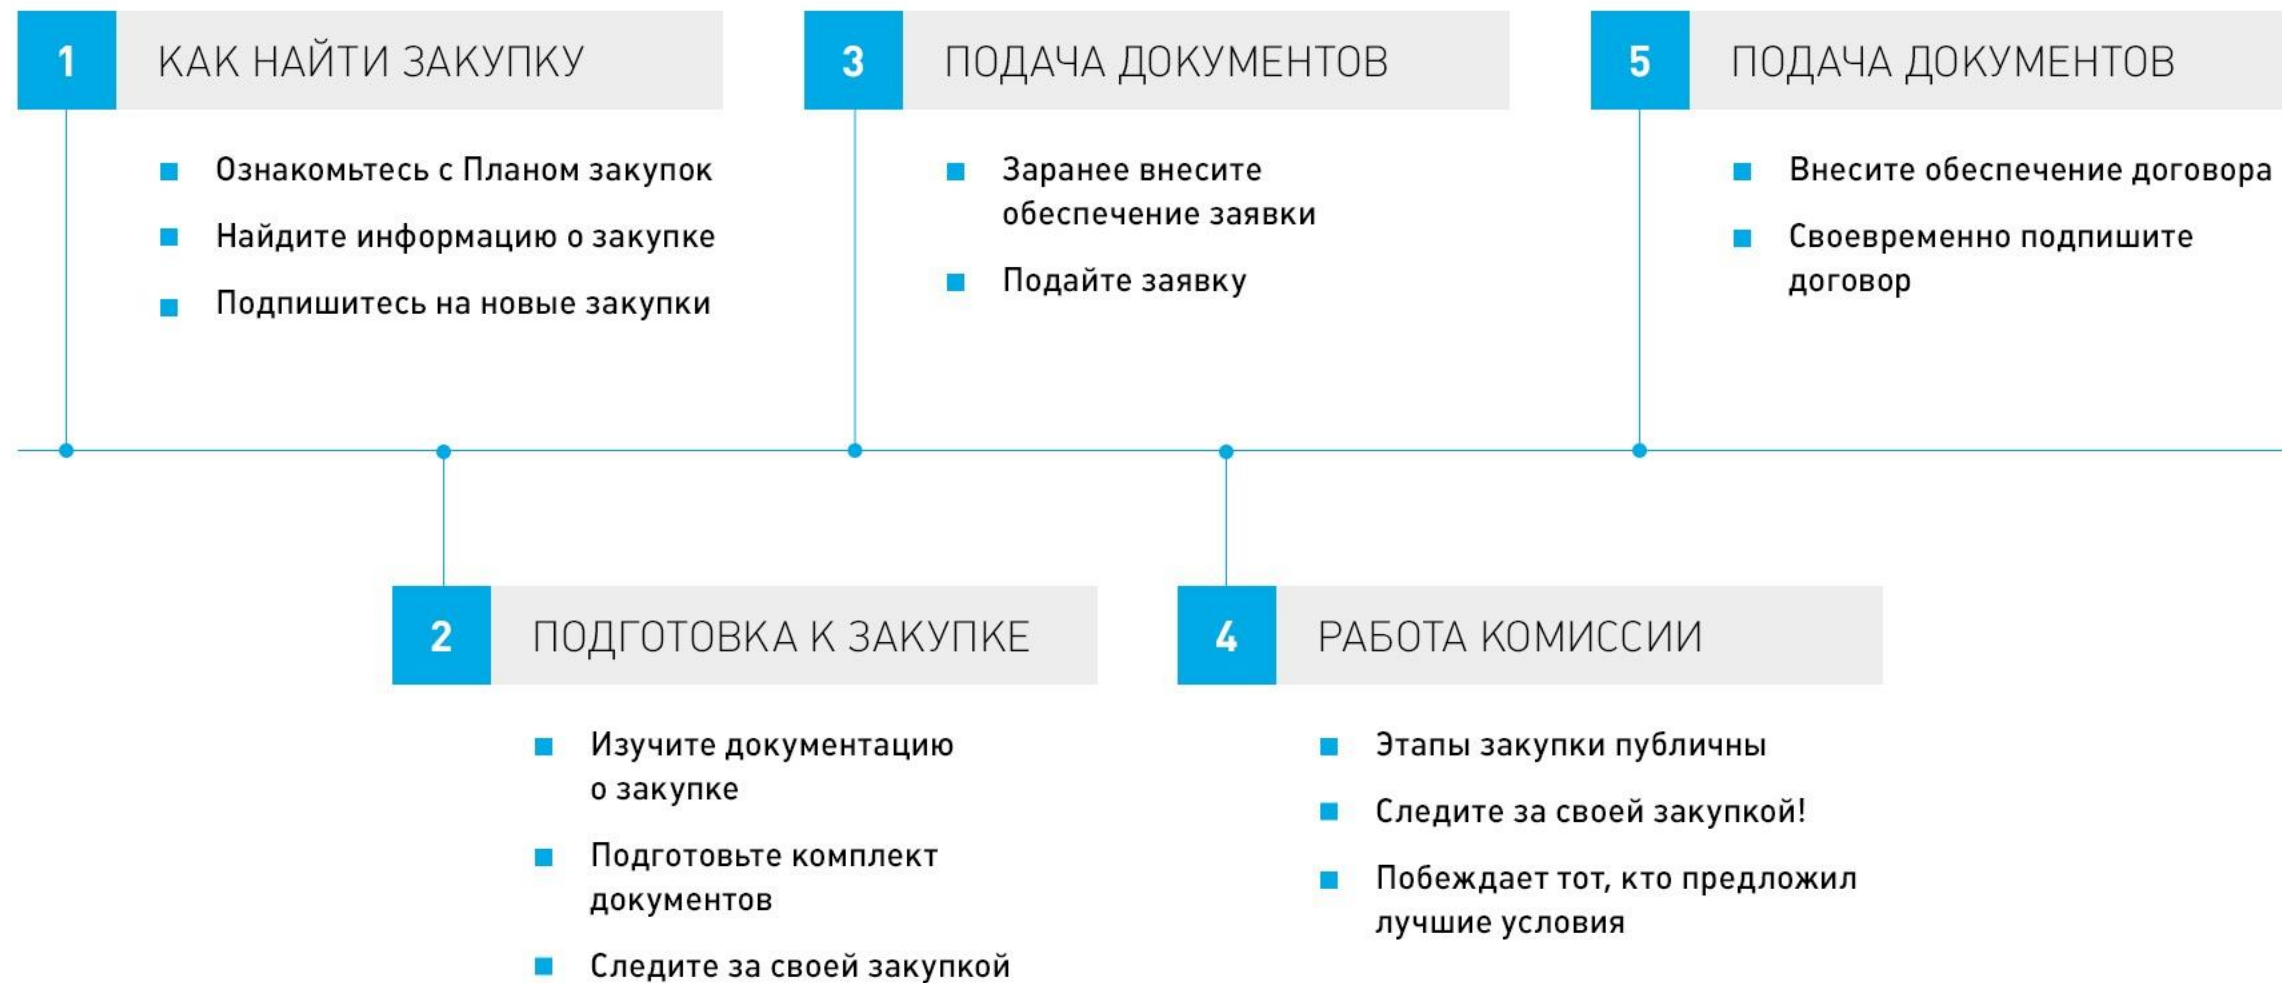 1
КАК НАЙТИ ЗАКУПКУ
Ознакомьтесь с Планом закупок
Найдите информацию о закупке
Подпишитесь на новые закупки
2
ПОДГОТОВКА К ЗАКУПКЕ
Изучите документацию
о закупке
Подготовьте комплект
документов
Следите за своей закупкой
3
ПОДАЧА ДОКУМЕНТОВ
Заранее внесите
обеспечение заявки
Подайте заявку
4
РАБОТА КОМИССИИ
Этапы закупки публичны
Следите за своей закупкой!
Побеждает тот, кто предложил
лучшие условия
5
ПОДАЧА ДОКУМЕНТОВ
Внесите обеспечение договора
Своевременно подпишите
договор